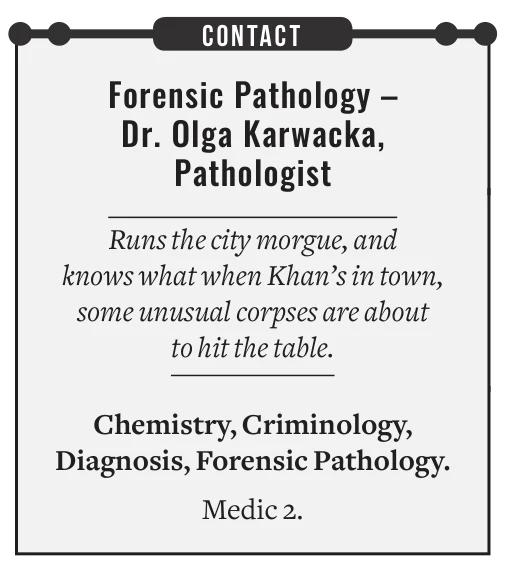 CONTACT
Forensic Pathology –
Dr. Olga Karwacka,
Pathologist
Runs the city morgue, and
knows what when Khan’s in town,
some unusual corpses are about
to hit the table.
Chemistry, Criminology,
Diagnosis, Forensic Pathology.
Medic 2.